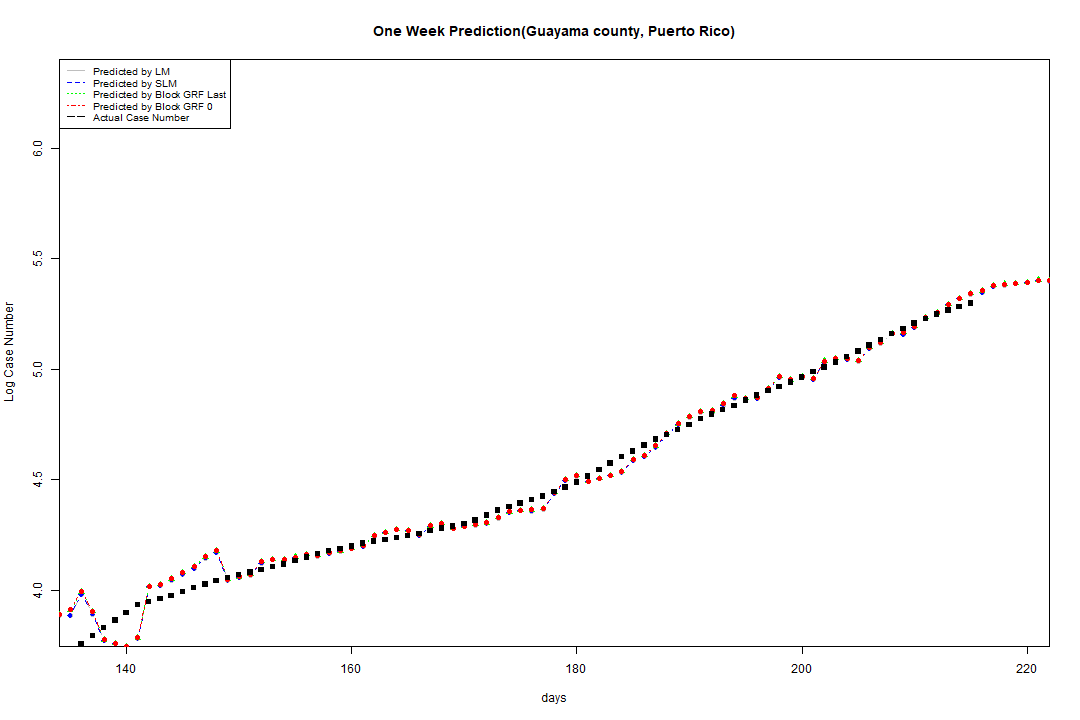 One Week Prediction(Guayama county, Puerto Rico)
Predicted by LM
Predicted by SLM
Predicted by Block GRF Last
Predicted by Block GRF 0
Actual Case Number
6.0
5.5
5.0
4.5
4.0
Log Case Number
140 160 180 200 220
days